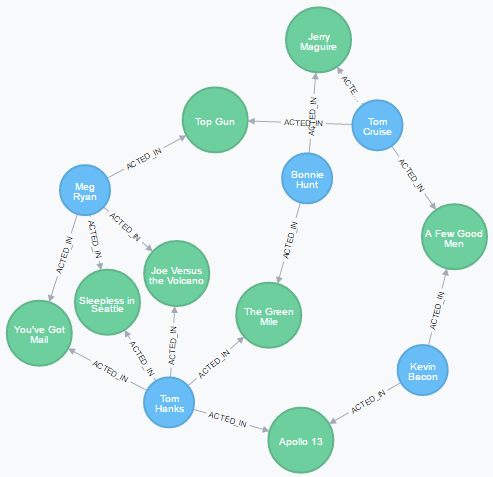 Jerry
Maguire
ACTE...
Top Gun
ACTED_IN
ACTED_IN
Tom
Cruise
ACTED_IN
ACTED_IN
Meg
Ryan
Bonnie
Hunt
ACTED_IN
ACTED_IN
ACTED_IN
ACTED_IN
ACTED_IN
A Few Good
Men
Joe Versus
the Volcano
Sleepless in
Seattle
The Green
Mile
You've Got
Mail
ACTED_IN
ACTED_IN
ACTED_IN
ACTED_IN
ACTED_IN
Kevin
Bacon
Tom
Hanks
ACTED_IN
ACTED_IN
Apollo 13